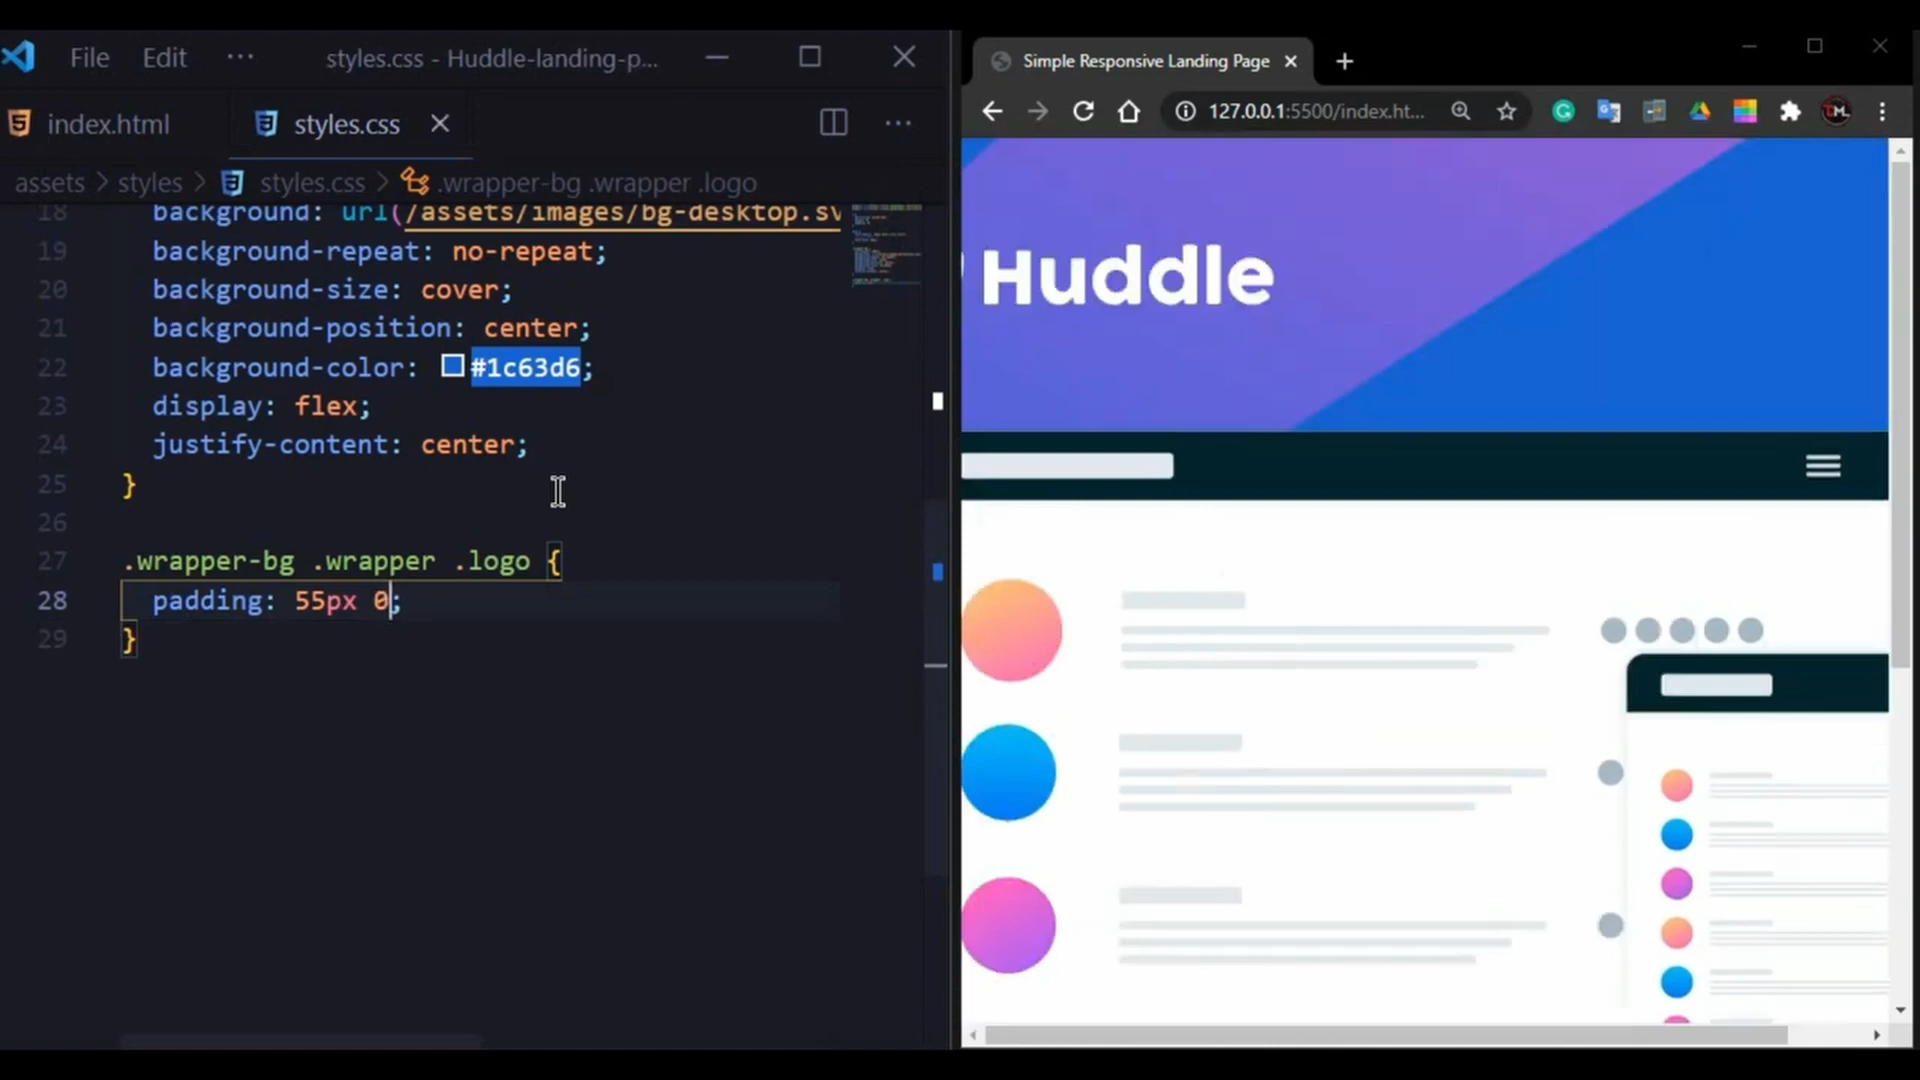 File Edit ··· styles.css - Huddle-landing-p...
index.html styles.css
assets > styles > styles.css > .wrapper-bg .wrapper .logo
18 background: url(/assets/images/bg-desktop.sv
19 background-repeat: no-repeat;
20 background-size: cover;
21 background-position: center;
22 background-color: #1c63d6;
23 display: flex;
24 justify-content: center;
25 }
26
27 .wrapper-bg .wrapper .logo {
28 padding: 55px 0;
29 }
Simple Responsive Landing Page
127.0.0.1:5500/index.ht...
Huddle